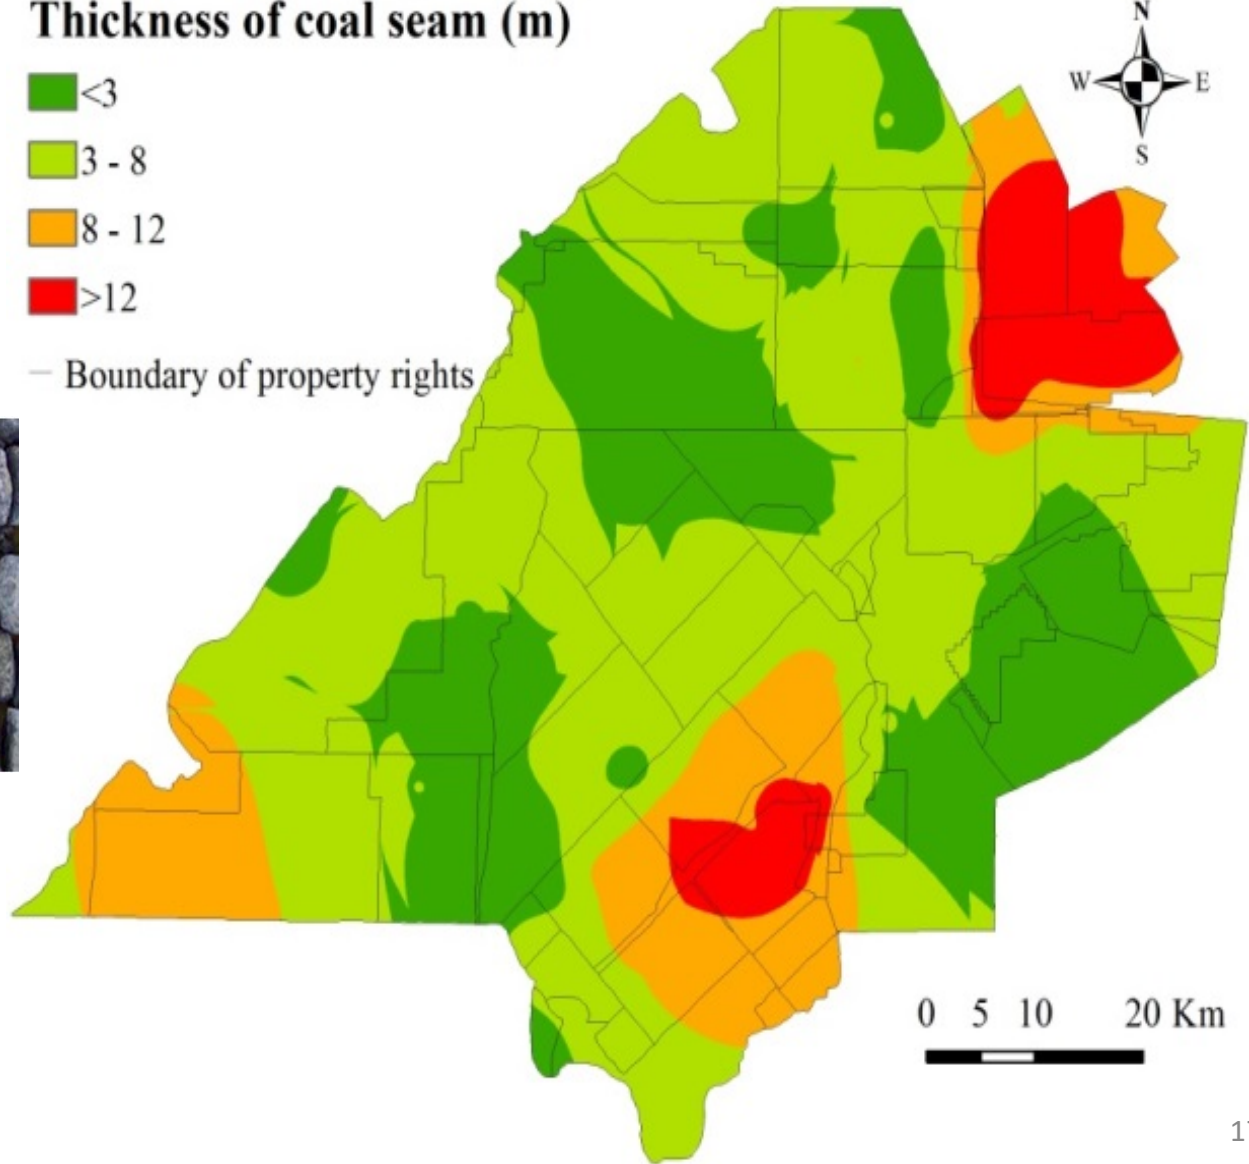 Thickness of coal seam (m)
<3
3 - 8
8 - 12
>12
Boundary of property rights
N
W E
S
0 5 10 20 Km